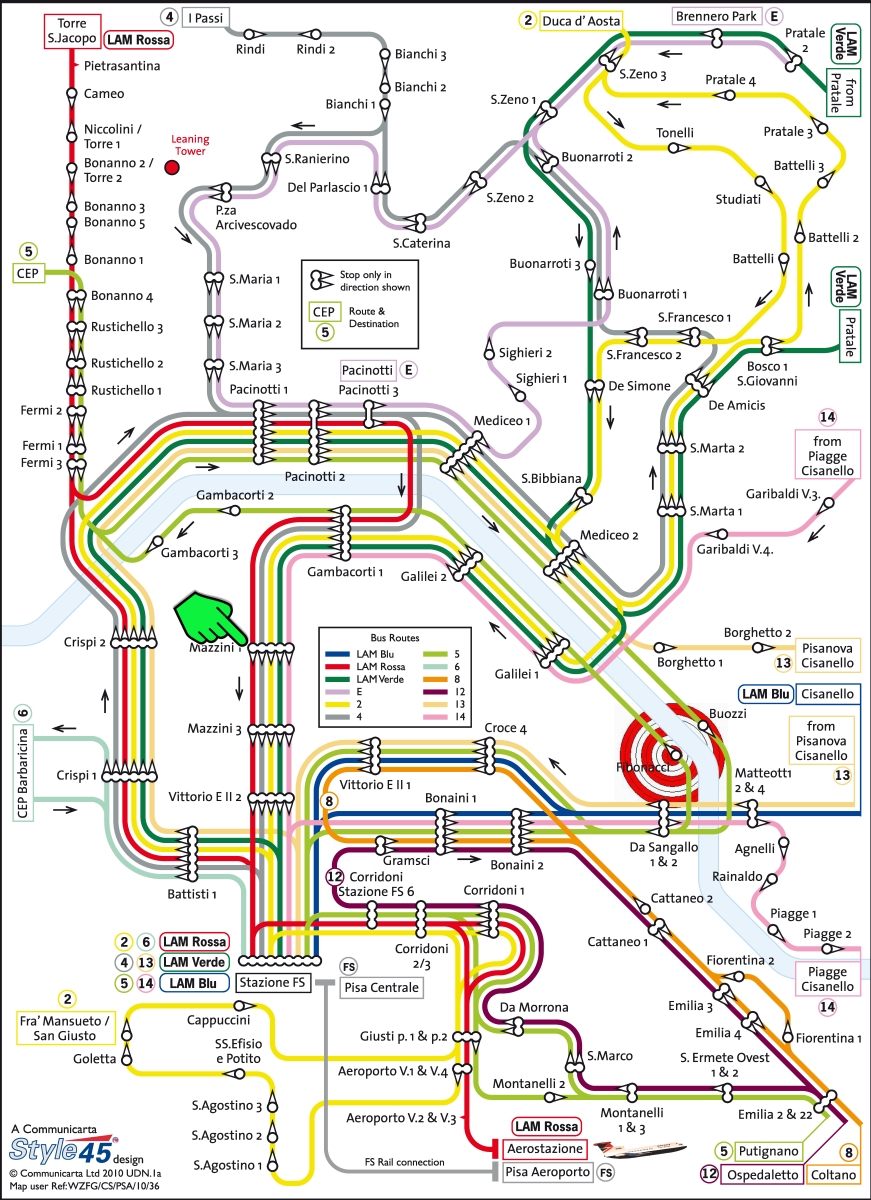 Torre
S.Jacopo
LAM Rossa
4
I Passi
Rindi
Rindi 2
Bianchi 3
Bianchi 2
Bianchi 1
2
Duca d'Aosta
Brennero Park
E
Pratale
2
LAM
Verde
from
Pratale
S.Zeno 3
Pratale 4
Pietrasantina
Cameo
Niccolini /
Torre 1
Bonanno 2 /
Torre 2
Leaning
Tower
Bonanno 3
Bonanno 5
Bonanno 1
Bonanno 4
5
CEP
Rustichello 3
Rustichello 2
Rustichello 1
Fermi 2
Fermi 1
Fermi 3
S.Ranierino
Del Parlascio 1
P.za
Arcivescovado
S.Caterina
S.Zeno 1
S.Zeno 2
Buonarroti 2
Tonelli
Pratale 3
Battelli 3
Studiati
Battelli 2
Battelli
Buonarroti 3
Buonarroti 1
S.Maria 1
S.Maria 2
S.Maria 3
Stop only in
direction shown
CEP
5
Route &
Destination
LAM
Verde
Pratale
S.Francesco 1
S.Francesco 2
Bosco 1
S.Giovanni
Sighieri 2
Sighieri 1
De Simone
De Amicis
Pacinotti
E
Pacinotti 1
Pacinotti 3
Pacinotti 2
Mediceo 1
14
from
Piagge
Cisanello
S.Marta 2
S.Marta 1
S.Bibbiana
Garibaldi V.3.
Garibaldi V.4.
Gambacorti 2
Gambacorti 3
Gambacorti 1
Galilei 2
Mediceo 2
Crispi 2
Mazzini 1
Galilei 1
Borghetto 2
Borghetto 1
Pisanova
Cisanello
13
Bus Routes
LAM Blu
LAM Rossa
LAM Verde
E
2
4
5
6
8
12
13
14
LAM Blu
Cisanello
6
CEP Barbaricina
Mazzini 3
Crispi 1
Vittorio E II 2
Croce 4
Vittorio E II 1
Buozzi
Fibonacci
from
Pisanova
Cisanello
13
Matteotti
2 & 4
8
Bonaini 1
Gramsci
Bonaini 2
Da Sangallo
1 & 2
Agnelli
Rainaldo
Battisti 1
12
Corridoni
Stazione FS 6
Corridoni 1
Corridoni
2/3
Cattaneo 2
Cattaneo 1
Piagge 1
Piagge 2
Piagge
Cisanello
14
2
6
LAM Rossa
4
13
LAM Verde
5
14
LAM Blu
Stazione FS
FS
Pisa Centrale
Fiorentina 2
Emilia 3
Emilia 4
Fiorentina 1
2
Fra' Mansueto /
San Giusto
Cappuccini
Goletta
SS.Efisio
e Potito
S.Agostino 3
S.Agostino 2
S.Agostino 1
Da Morrona
Giusti p. 1 & p.2
Aeroporto V.1 & V.4
S.Marco
S. Ermete Ovest
1 & 2
Montanelli 2
Montanelli
1 & 3
Emilia 2 & 22
Aeroporto V.2 & V.3
LAM Rossa
Aerostazione
FS Rail connection
Pisa Aeroporto
FS
5
Putignano
12
Ospedaletto
8
Coltano
A Communicarta
Style 45 design
© Communicarta Ltd 2010 UDN.1a
Map user Ref:WZFG/CS/PSA/10/36